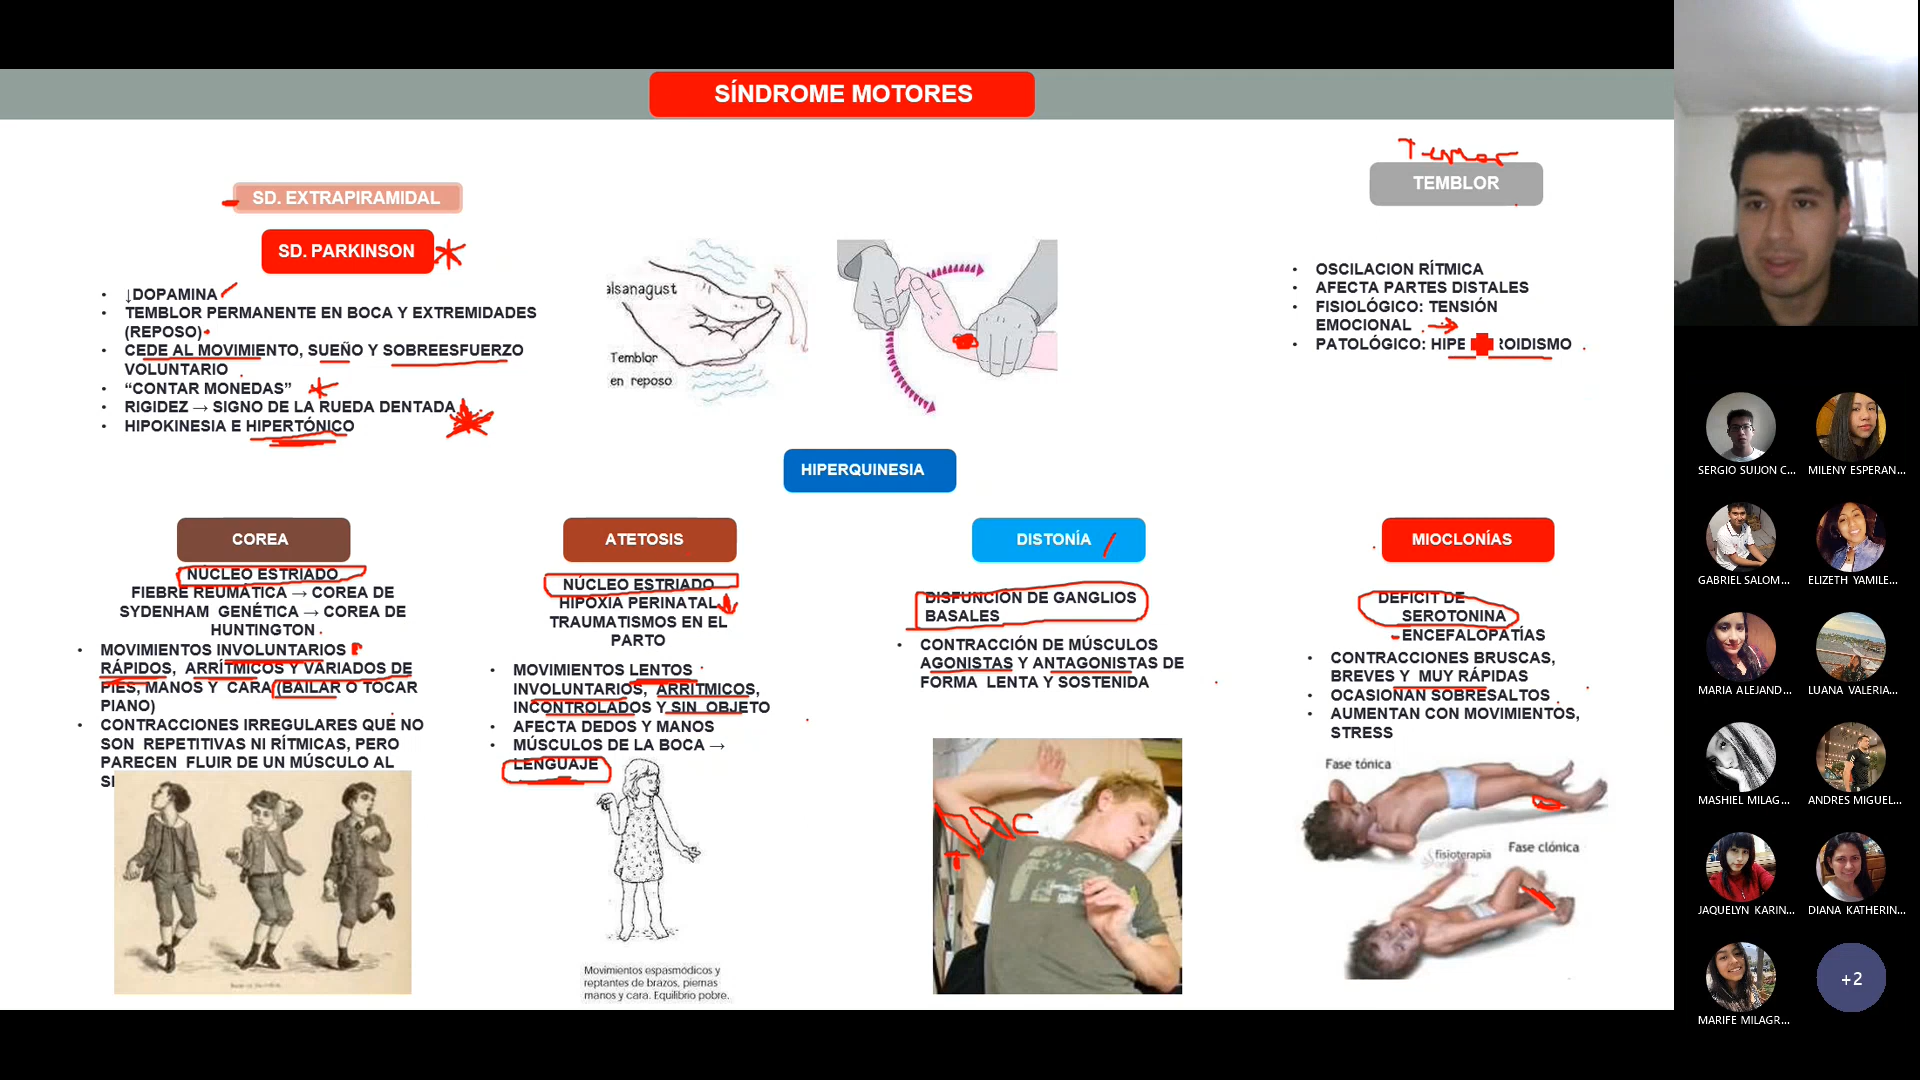 SÍNDROME MOTORES
Temor
TEMBLOR
SD. EXTRAPIRAMIDAL
SD. PARKINSON
• ↓DOPAMINA
• TEMBLOR PERMANENTE EN BOCA Y EXTREMIDADES
(REPOSO)
• CEDE AL MOVIMIENTO, SUEÑO Y SOBREESFUERZO
VOLUNTARIO
• “CONTAR MONEDAS”
• RIGIDEZ → SIGNO DE LA RUEDA DENTADA
• HIPOKINESIA E HIPERTÓNICO
alsanagust
Temblor
en reposo
• OSCILACION RÍTMICA
• AFECTA PARTES DISTALES
• FISIOLÓGICO: TENSIÓN
EMOCIONAL
• PATOLÓGICO: HIPE ROIDISMO
HIPERQUINESIA
COREA
NÚCLEO ESTRIADO
FIEBRE REUMÁTICA → COREA DE
SYDENHAM GENÉTICA → COREA DE
HUNTINGTON
• MOVIMIENTOS INVOLUNTARIOS
RÁPIDOS, ARRÍTMICOS Y VARIADOS DE
PIES, MANOS Y CARA (BAILAR O TOCAR
PIANO)
• CONTRACCIONES IRREGULARES QUE NO
SON REPETITIVAS NI RÍTMICAS, PERO
PARECEN FLUIR DE UN MÚSCULO AL
ATETOSIS
NÚCLEO ESTRIADO
HIPOXIA PERINATAL
TRAUMATISMOS EN EL
PARTO
• MOVIMIENTOS LENTOS
INVOLUNTARIOS, ARRITMICOS,
INCONTROLADOS Y SIN OBJETO
• AFECTA DEDOS Y MANOS
• MÚSCULOS DE LA BOCA →
LENGUAJE
Movimientos espasmódicos y
reptantes de brazos, piernas
manos y cara. Equilibrio pobre.
DISTONÍA
DISFUNCIÓN DE GANGLIOS
BASALES
• CONTRACCIÓN DE MÚSCULOS
AGONISTAS Y ANTAGONISTAS DE
FORMA LENTA Y SOSTENIDA
MIOCLONÍAS
DEFICIT DE
SEROTONINA
ENCEFALOPATÍAS
• CONTRACCIONES BRUSCAS,
BREVES Y MUY RÁPIDAS
• OCASIONAN SOBRESALTOS
• AUMENTAN CON MOVIMIENTOS,
STRESS
Fase tónica
Fase clónica
fisioterapia
SERGIO SUIJON C...
MILENY ESPERAN...
GABRIEL SALOM...
ELIZETH YAMILE...
MARIA ALEJAND...
LUANA VALERIA...
MASHIEL MILAG...
ANDRES MIGUEL...
JAQUELYN KARIN...
DIANA KATHERIN...
MARIFE MILAGR...
+2